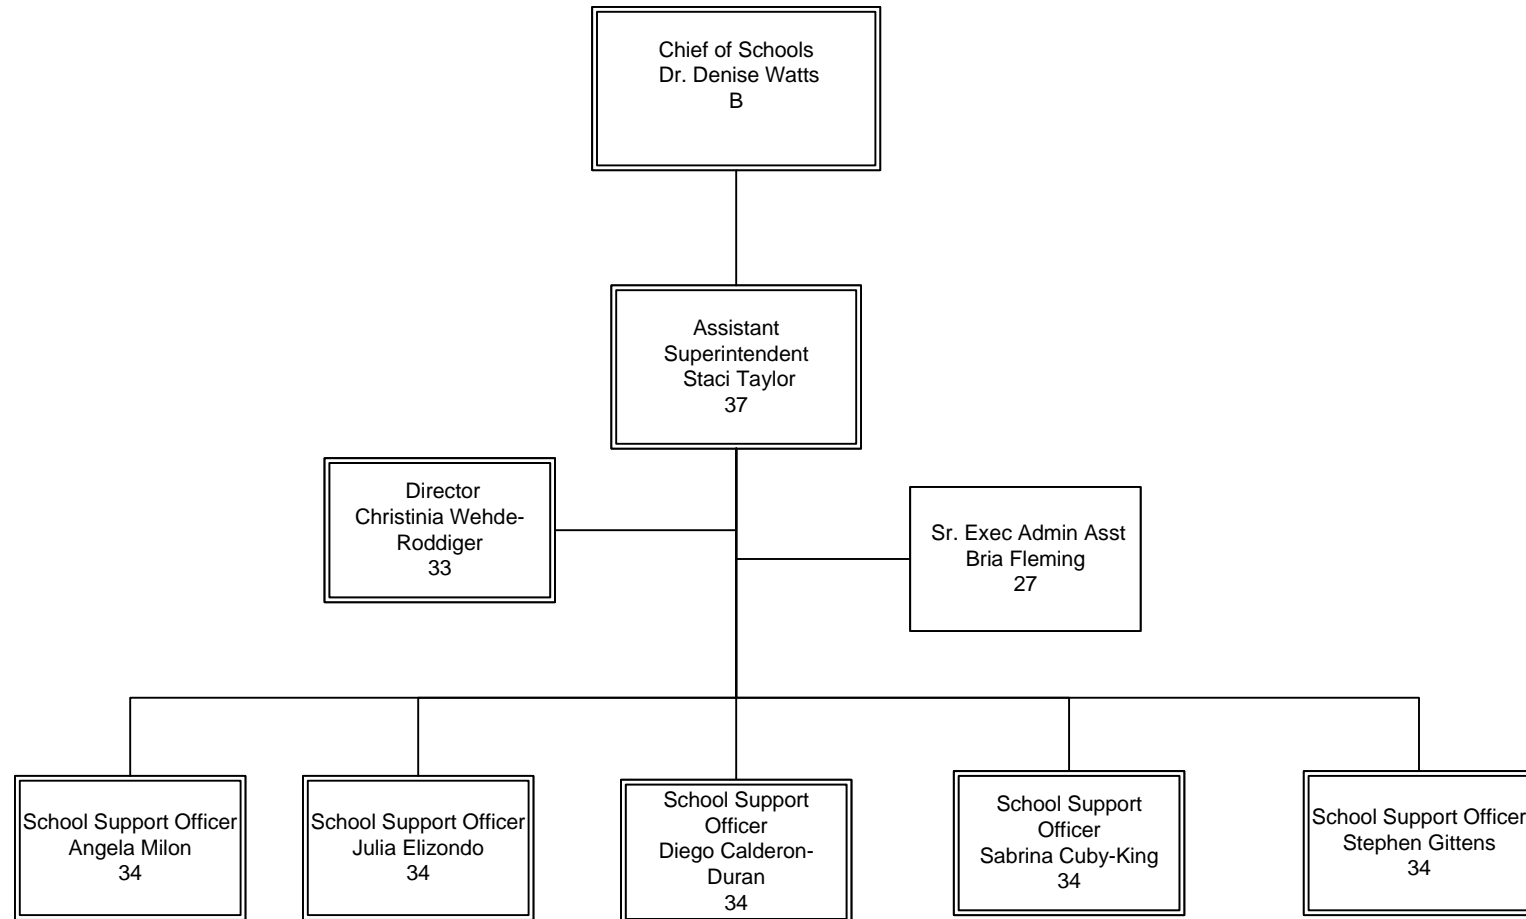 Chief of Schools
Dr. Denise Watts
B
Assistant
Superintendent
Staci Taylor
37
Director
Christinia Wehde-
Roddiger
33
Sr. Exec Admin Asst
Bria Fleming
27
School Support Officer
Angela Milon
34
School Support Officer
Julia Elizondo
34
School Support
Officer
Diego Calderon-
Duran
34
School Support
Officer
Sabrina Cuby-King
34
School Support Officer
Stephen Gittens
34